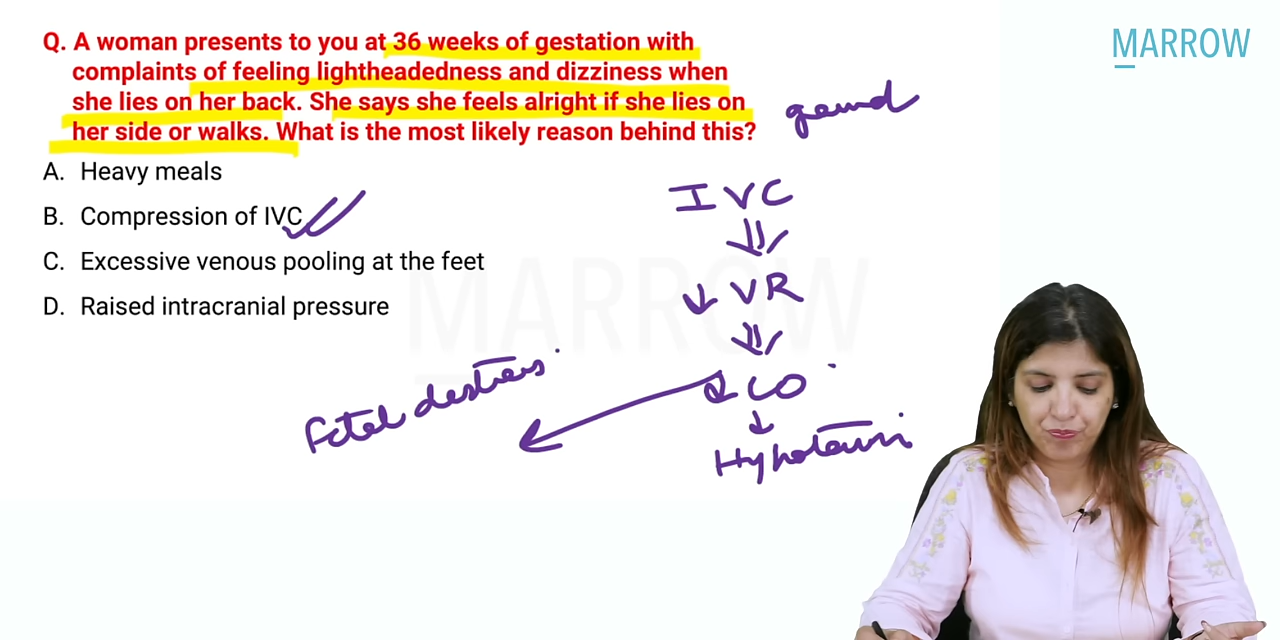 MARROW
Q. A woman presents to you at 36 weeks of gestation with
complaints of feeling lightheadedness and dizziness when
she lies on her back. She says she feels alright if she lies on
her side or walks. What is the most likely reason behind this?
A. Heavy meals
B. Compression of IVC
C. Excessive venous pooling at the feet
D. Raised intracranial pressure
MARROW
IVC
↓ VR
↓ CO
Fetal